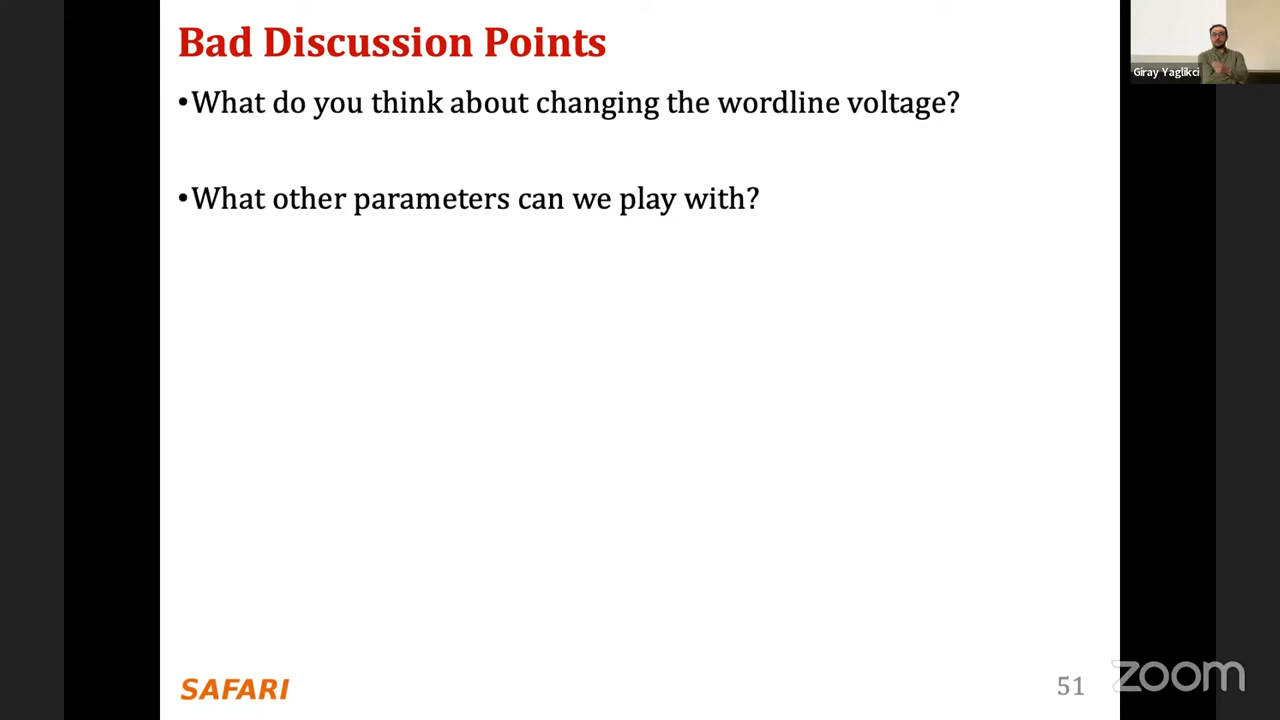 Bad Discussion Points
•What do you think about changing the wordline voltage?
•What other parameters can we play with?
SAFARI
51
Giray Yaglikci
zoom